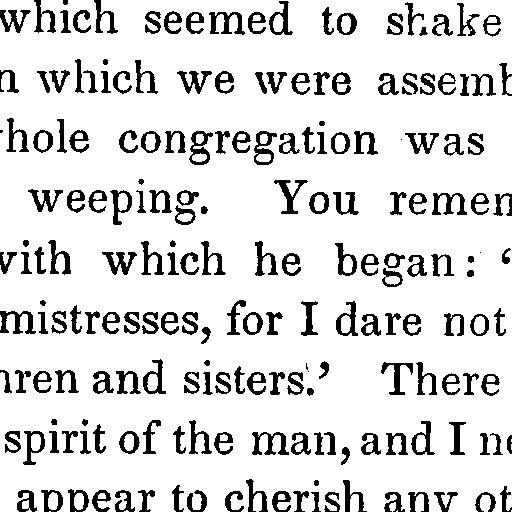 which seemed to shake
n which we were assemb
hole congregation was
weeping. You remem
with which he began: ‘
mistresses, for I dare not
hren and sisters.’ There
spirit of the man, and I ne
appear to cherish any ot